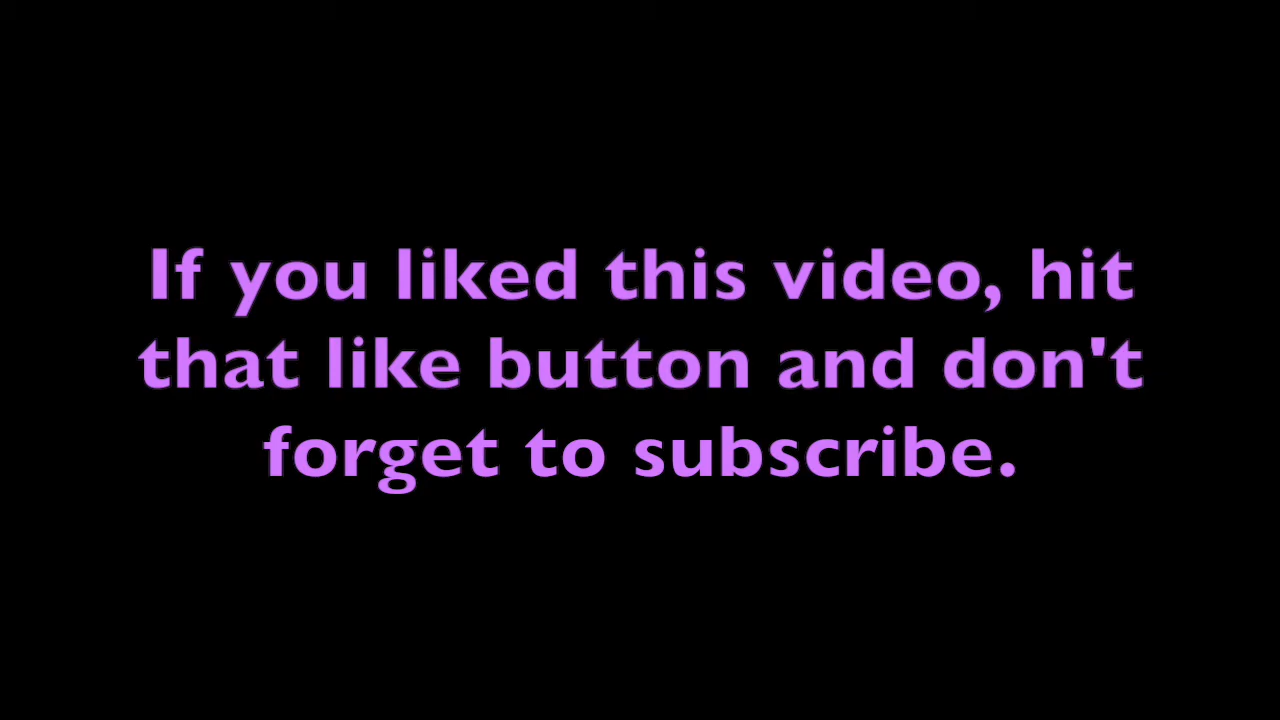 If you liked this video, hit
that like button and don't
forget to subscribe.